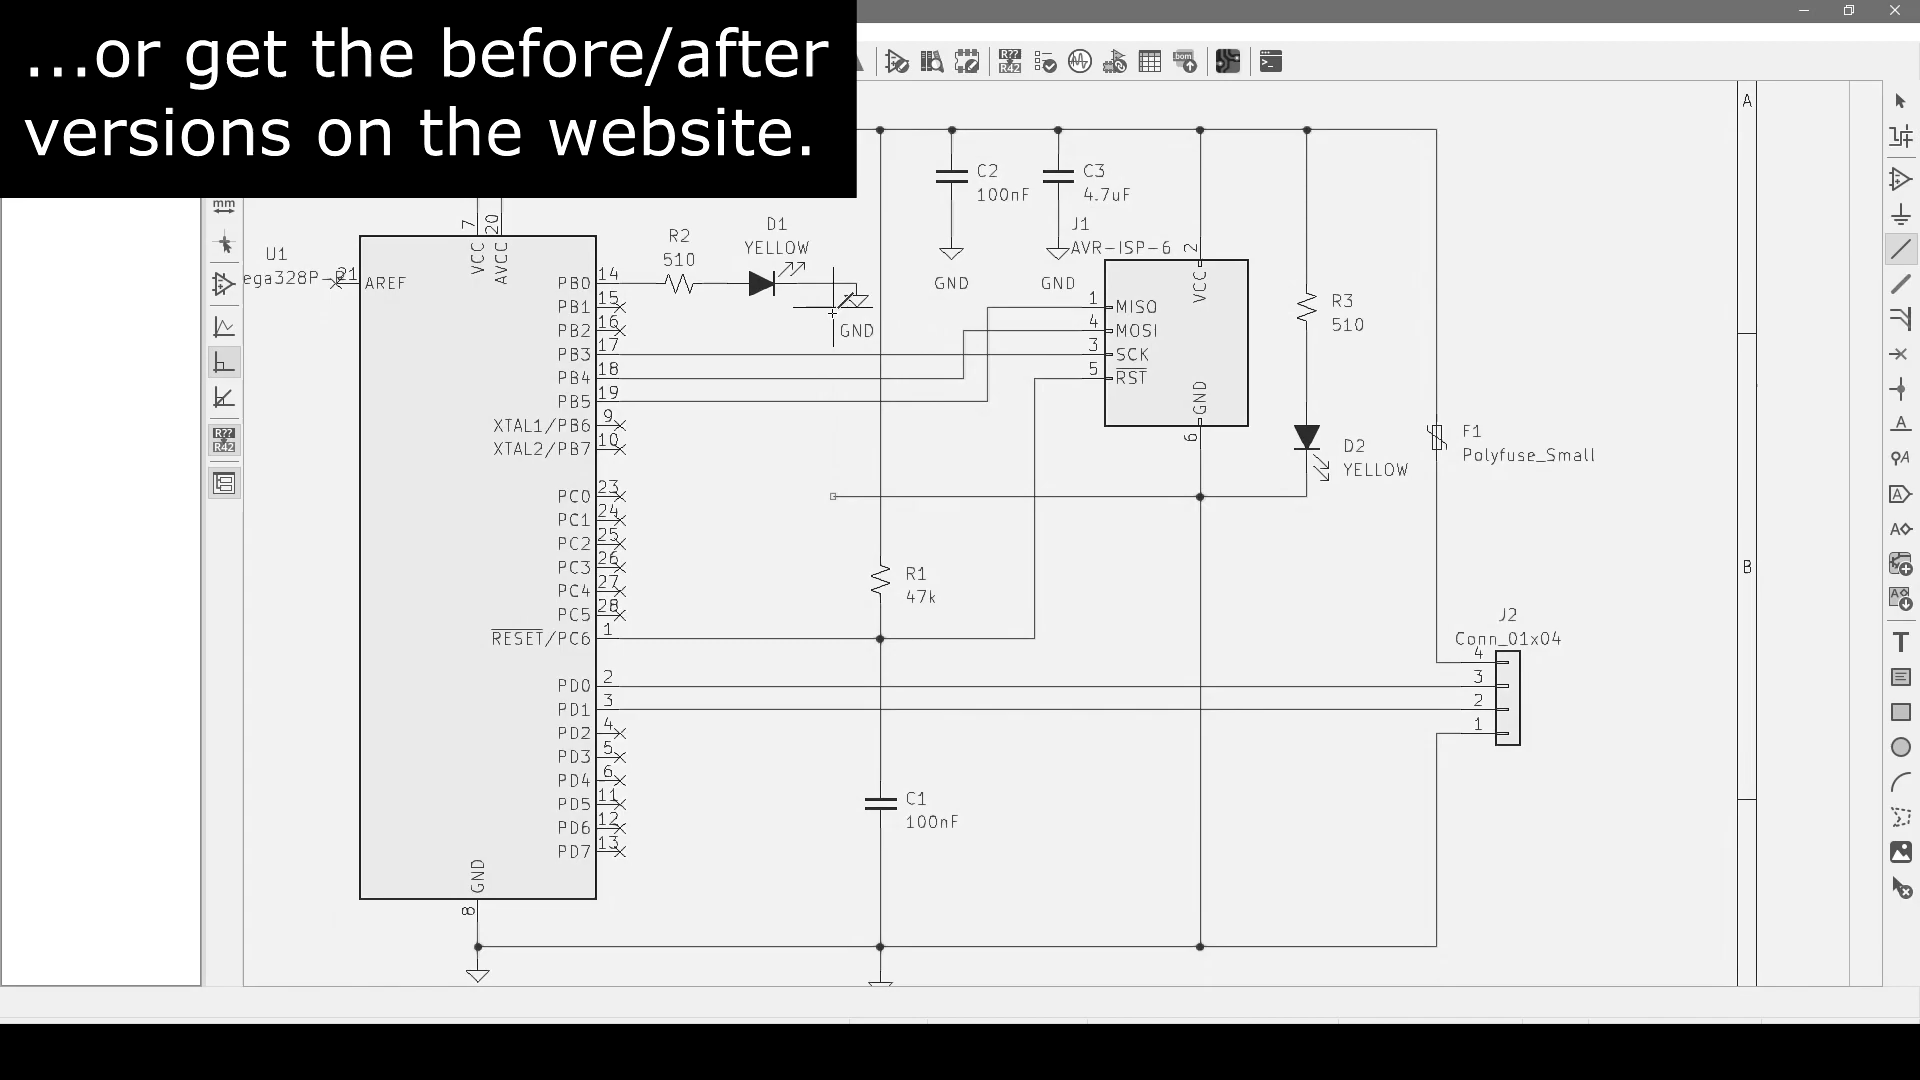 ...or get the before/after
versions on the website.
R??
R42
bom
A
mm
C2
100nF
C3
4.7uF
J1
AVR-ISP-6
GND
GND
U1
ega328P-P
21
AREF
7
VCC
20
AVCC
R2
510
D1
YELLOW
GND
PB0
14
PB1
15
PB2
16
PB3
17
PB4
18
PB5
19
XTAL1/PB6
9
XTAL2/PB7
10
PC0
23
PC1
24
PC2
25
PC3
26
PC4
27
PC5
28
RESET/PC6
1
PD0
2
PD1
3
PD2
4
PD3
5
PD4
6
PD5
11
PD6
12
PD7
13
GND
8
2
VCC
1
MISO
4
MOSI
3
SCK
5
RST
GND
6
R3
510
D2
YELLOW
F1
Polyfuse_Small
R1
47k
C1
100nF
J2
Conn_01x04
4
3
2
1
B
R??
R42
A
A
A
A
A
T